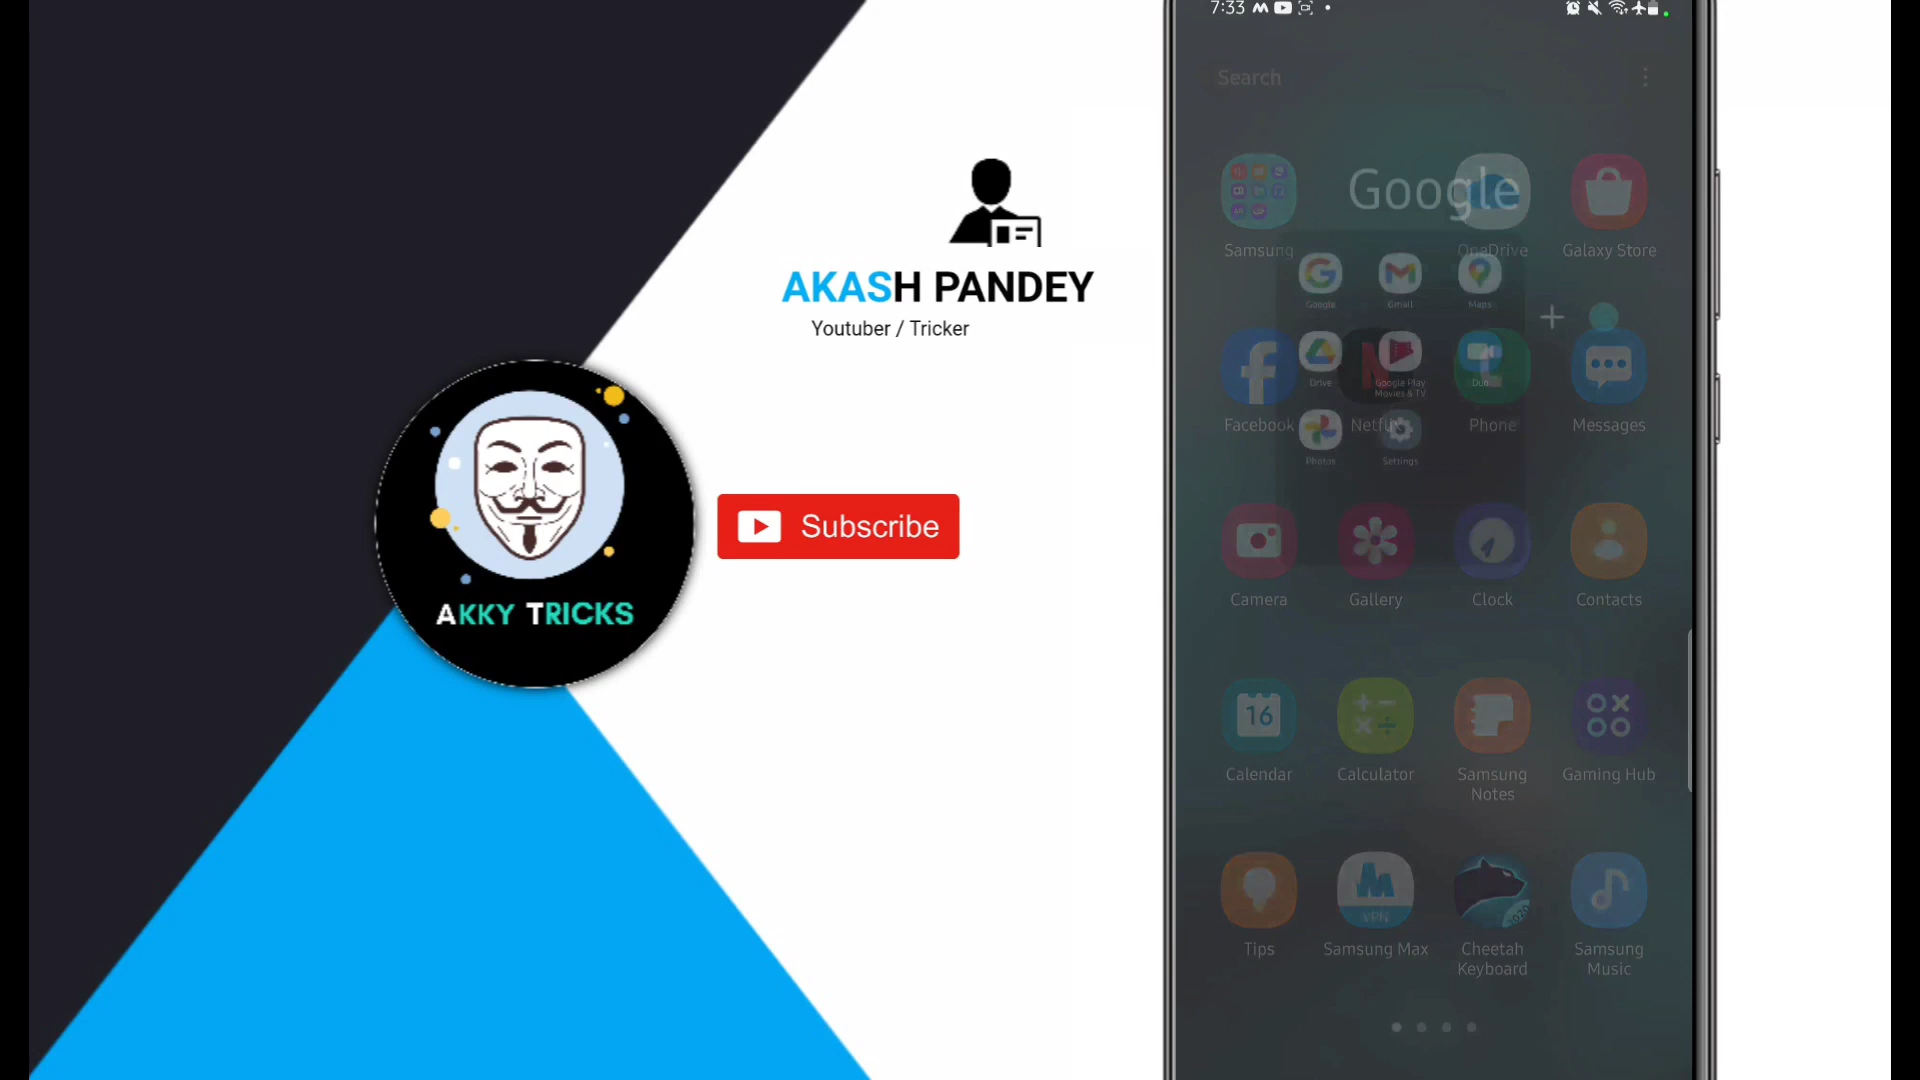 AKASH PANDEY
Youtuber / Tricker
Subscribe
AKKY TRICKS
7:33
Search
Google
Samsung
OneDrive
Galaxy Store
Google
Gmail
Maps
Drive
Google Play
Movies & TV
Duo
Facebook
Netflix
Phone
Messages
Photos
Settings
Camera
Gallery
Clock
Contacts
16
Calendar
Calculator
Samsung
Notes
Gaming Hub
VPN
Tips
Samsung Max
Cheetah
Keyboard
Samsung
Music